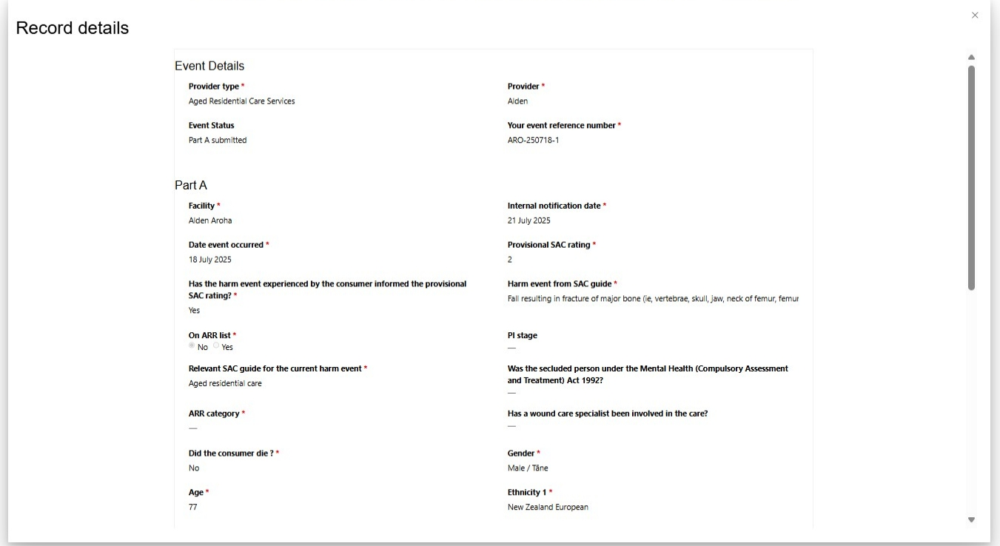 Record details
Event Details
Provider type *
Aged Residential Care Services
Provider *
Alden
Event Status
Part A submitted
Your event reference number *
ARO-250718-1
Part A
Facility *
Alden Aroha
Internal notification date *
21 July 2025
Date event occurred *
18 July 2025
Provisional SAC rating *
2
Has the harm event experienced by the consumer informed the provisional
SAC rating? *
Yes
Harm event from SAC guide *
Fall resulting in fracture of major bone (ie, vertebrae, skull, jaw, neck of femur, femur
On ARR list *
No Yes
PI stage
—
Relevant SAC guide for the current harm event *
Aged residential care
Was the secluded person under the Mental Health (Compulsory Assessment
and Treatment) Act 1992?
—
ARR category *
—
Has a wound care specialist been involved in the care?
—
Did the consumer die ? *
No
Gender *
Male / Tāne
Age *
77
Ethnicity 1 *
New Zealand European